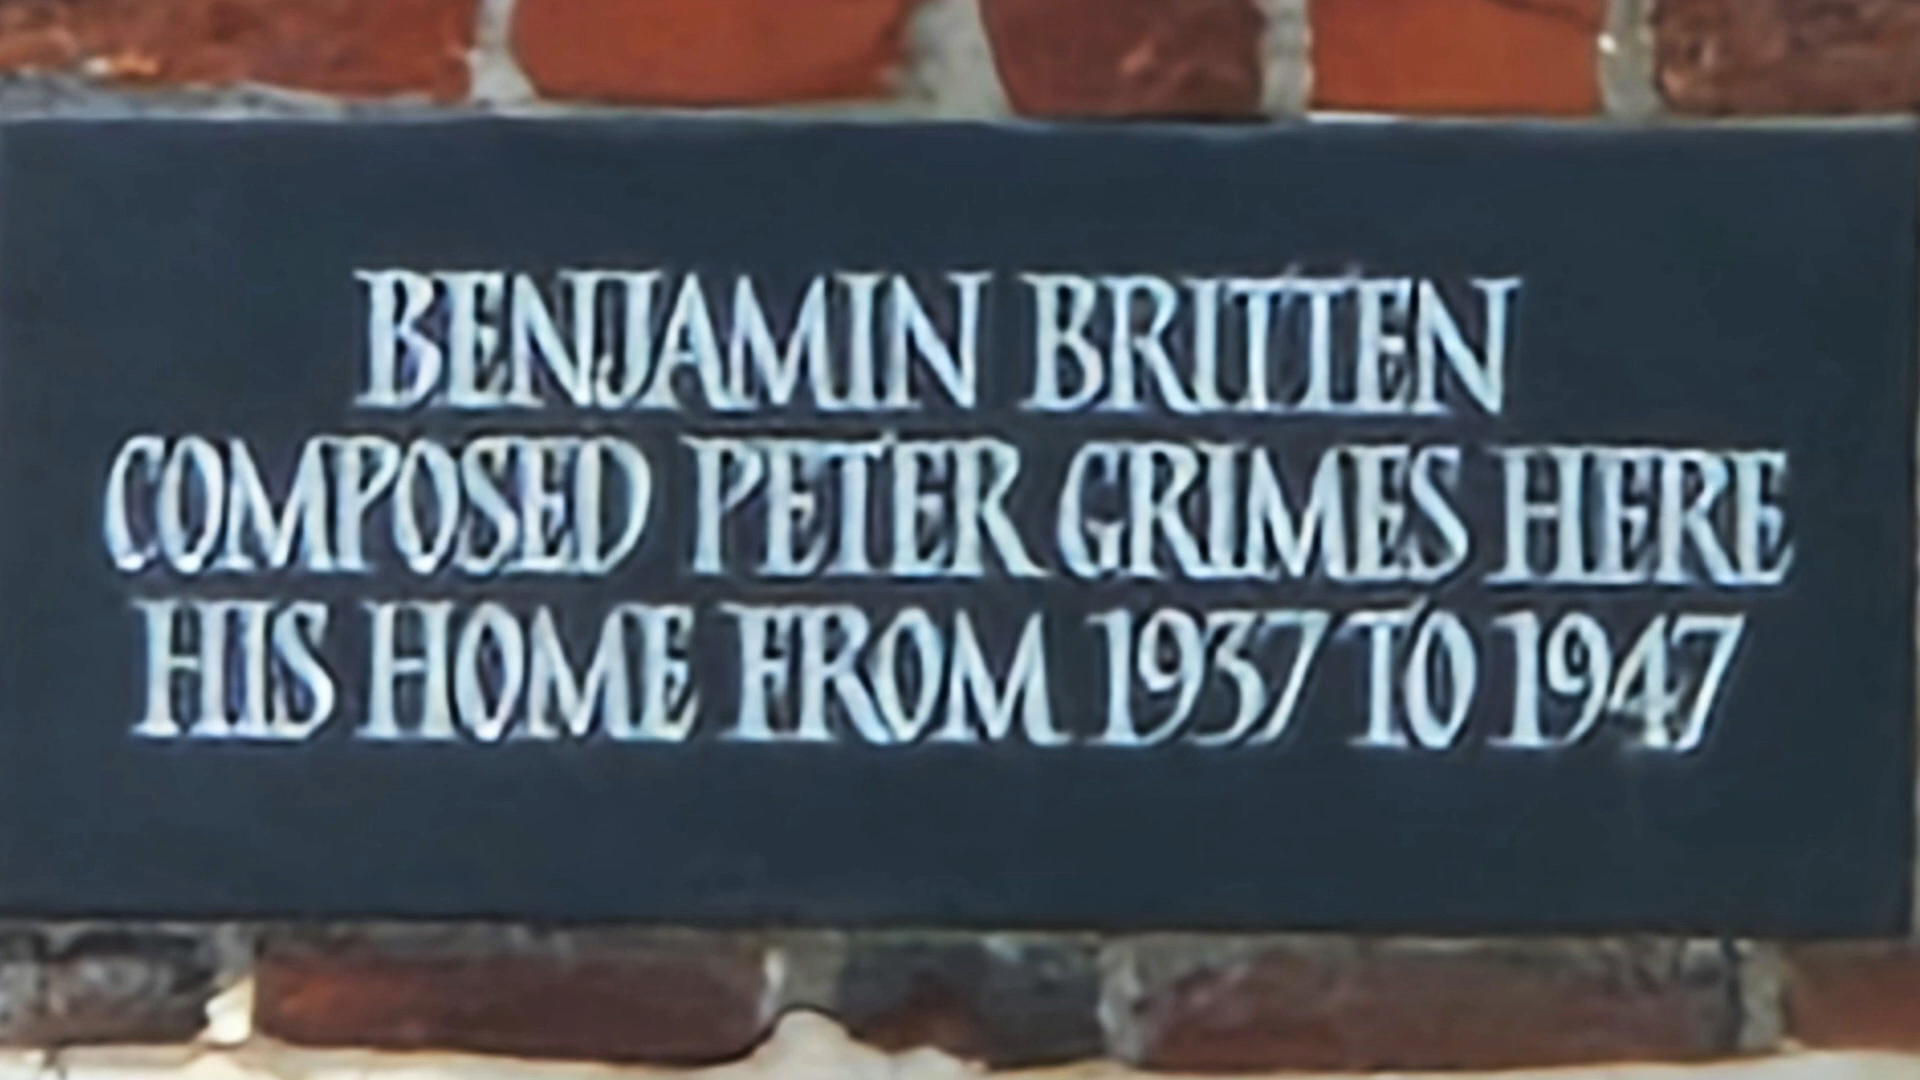 BENJAMIN BRITTEN
COMPOSED PETER GRIMES HERE
HIS HOME FROM 1937 TO 1947